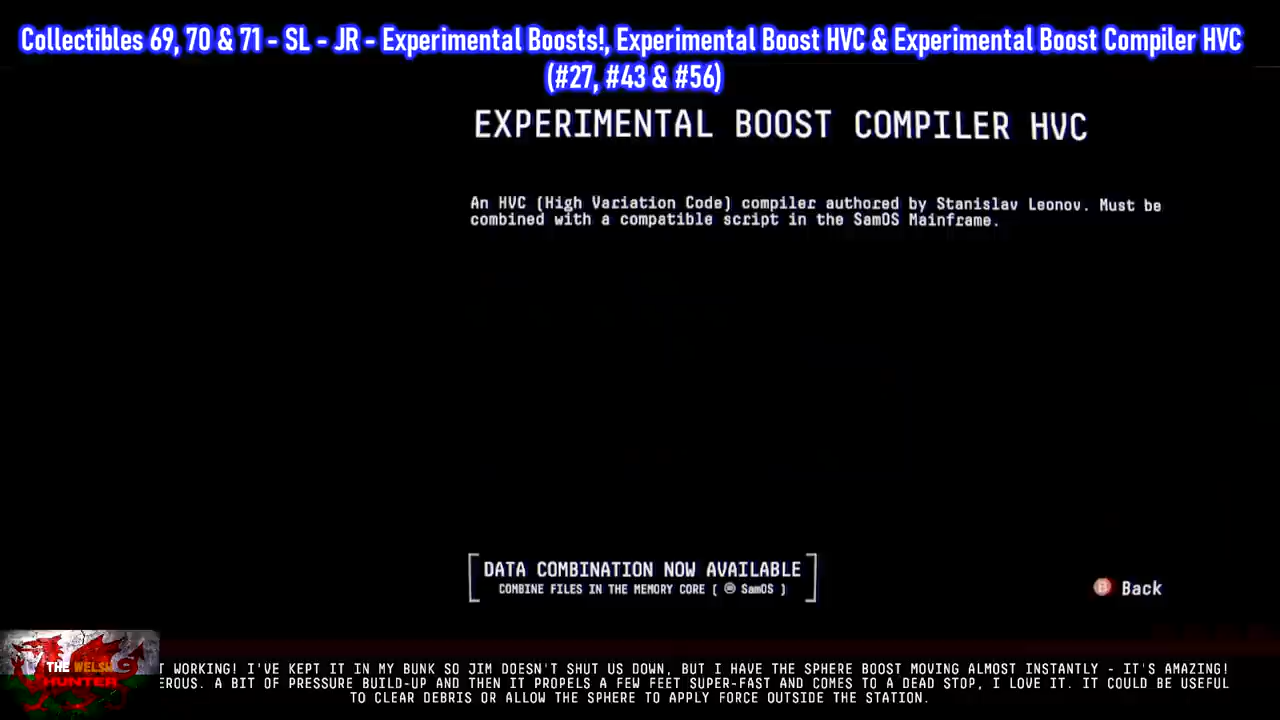 Collectibles 69, 70 & 71 - SL - JR - Experimental Boosts!, Experimental Boost HVC & Experimental Boost Compiler HVC
(#27, #43 & #56)
EXPERIMENTAL BOOST COMPILER HVC
An HVC (High Variation Code) compiler authored by Stanislav Leonov. Must be
combined with a compatible script in the SamOS Mainframe.
DATA COMBINATION NOW AVAILABLE
COMBINE FILES IN THE MEMORY CORE [ SamOS ]
B Back
THE WELSH
HUNTER
T WORKING! I'VE KEPT IT IN MY BUNK SO JIM DOESN'T SHUT US DOWN, BUT I HAVE THE SPHERE BOOST MOVING ALMOST INSTANTLY - IT'S AMAZING!
EROUS. A BIT OF PRESSURE BUILD-UP AND THEN IT PROPELS A FEW FEET SUPER-FAST AND COMES TO A DEAD STOP, I LOVE IT. IT COULD BE USEFUL
TO CLEAR DEBRIS OR ALLOW THE SPHERE TO APPLY FORCE OUTSIDE THE STATION.